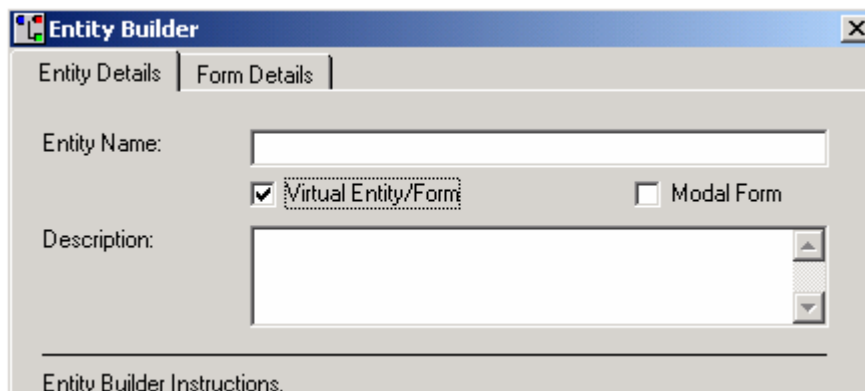 Entity Builder
Entity Details Form Details
Entity Name:
Virtual Entity/Form Modal Form
Description:
Entity Builder Instructions.